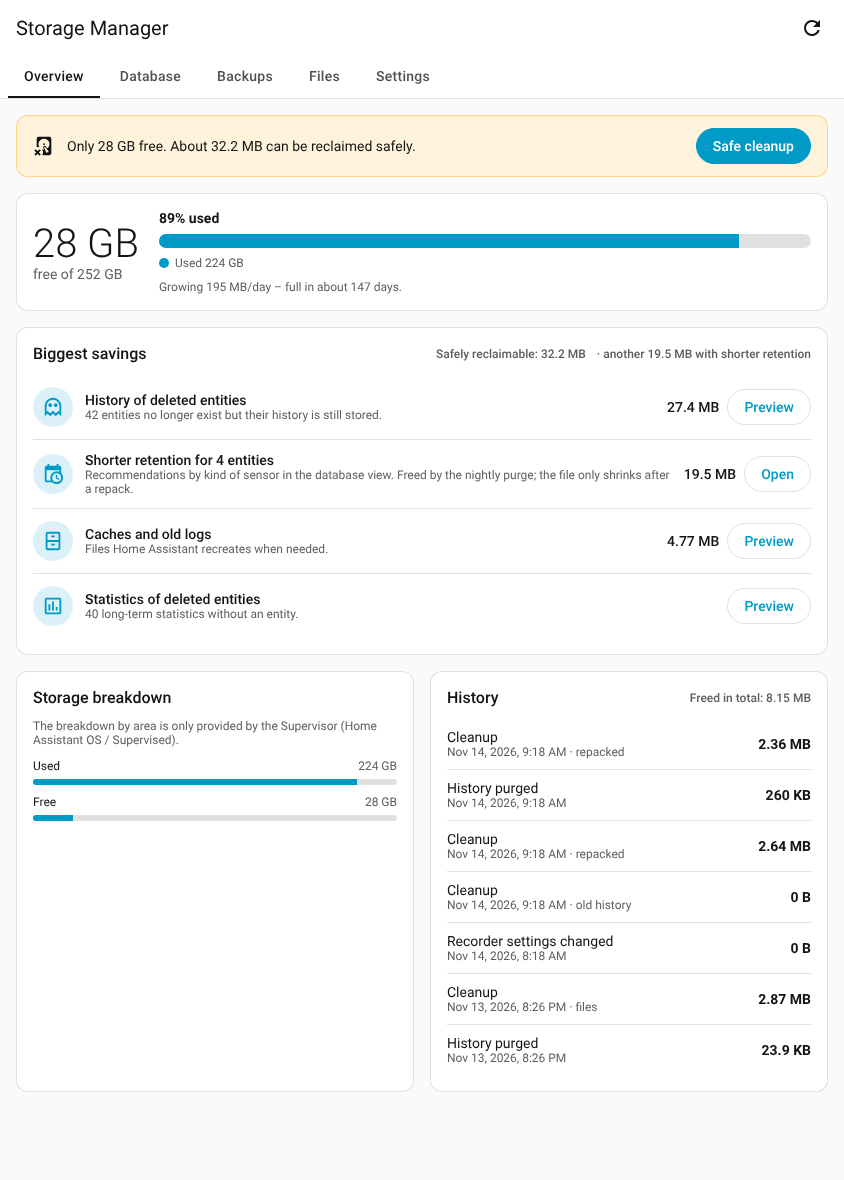 Storage Manager
Overview
Database
Backups
Files
Settings
Only 28 GB free. About 32.2 MB can be reclaimed safely.
Safe cleanup
28 GB
free of 252 GB
89% used
Used 224 GB
Growing 195 MB/day – full in about 147 days.
Biggest savings
Safely reclaimable: 32.2 MB · another 19.5 MB with shorter retention
History of deleted entities
42 entities no longer exist but their history is still stored.
27.4 MB
Preview
Shorter retention for 4 entities
Recommendations by kind of sensor in the database view. Freed by the nightly purge; the file only shrinks after
a repack.
19.5 MB
Open
Caches and old logs
Files Home Assistant recreates when needed.
4.77 MB
Preview
Statistics of deleted entities
40 long-term statistics without an entity.
Preview
Storage breakdown
The breakdown by area is only provided by the Supervisor (Home
Assistant OS / Supervised).
Used
224 GB
Free
28 GB
History
Freed in total: 8.15 MB
Cleanup
Nov 14, 2026, 9:18 AM · repacked
2.36 MB
History purged
Nov 14, 2026, 9:18 AM
260 KB
Cleanup
Nov 14, 2026, 9:18 AM · repacked
2.64 MB
Cleanup
Nov 14, 2026, 9:18 AM · old history
0 B
Recorder settings changed
Nov 14, 2026, 8:18 AM
0 B
Cleanup
Nov 13, 2026, 8:26 PM · files
2.87 MB
History purged
Nov 13, 2026, 8:26 PM
23.9 KB